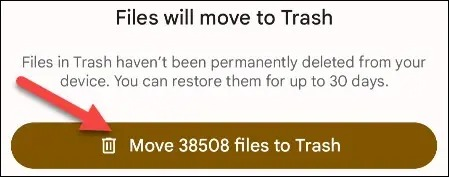 Files will move to Trash
Files in Trash haven't been permanently deleted from your
device. You can restore them for up to 30 days.
Move 38508 files to Trash